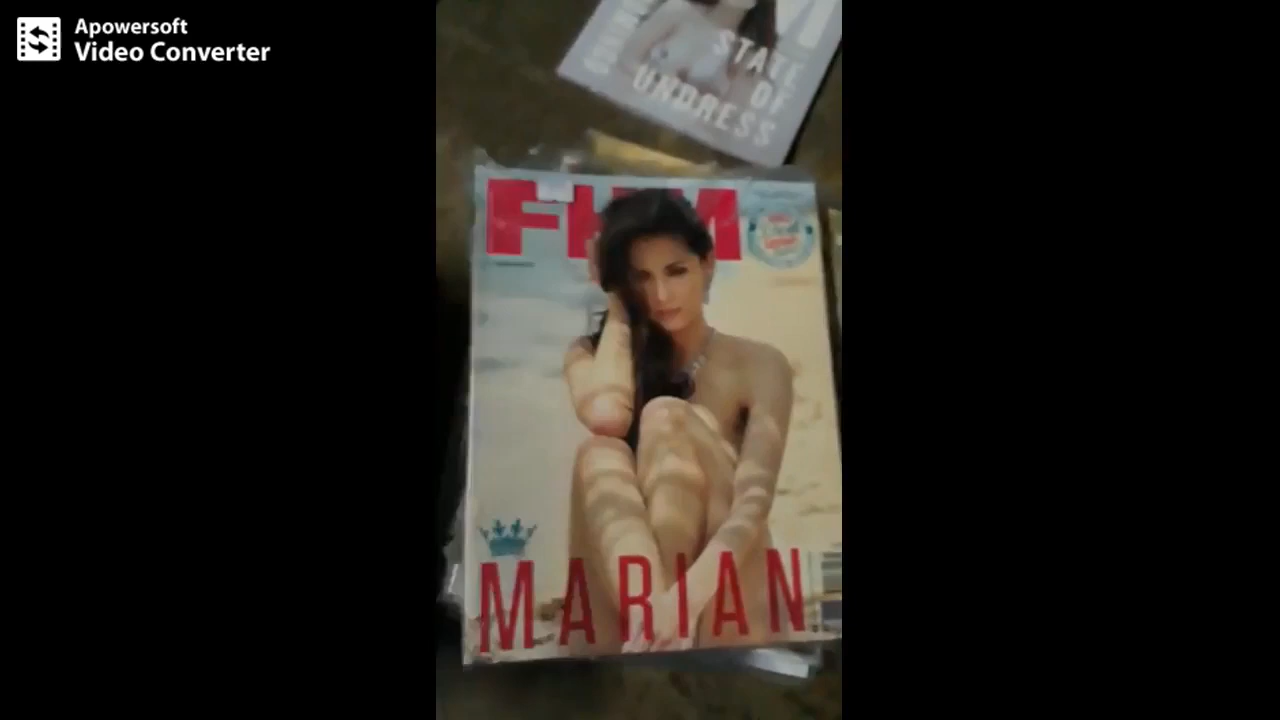 Apowersoft
Video Converter
STATE
OF
UNDRESS
FHM
MARIAN